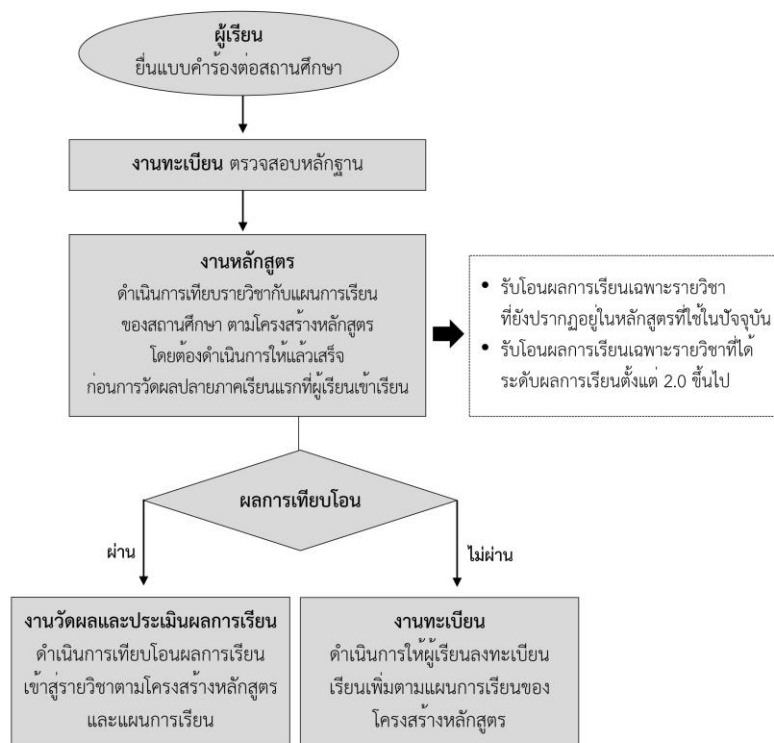 ผู้เรียน
ยื่นแบบคำร้องต่อสถานศึกษา
งานทะเบียน ตรวจสอบหลักฐาน
งานหลักสูตร
ดำเนินการเทียบรายวิชากับแผนการเรียน
ของสถานศึกษา ตามโครงสร้างหลักสูตร
โดยต้องดำเนินการให้แล้วเสร็จ
ก่อนการวัดผลปลายภาคเรียนแรกที่ผู้เรียนเข้าเรียน
• รับโอนผลการเรียนเฉพาะรายวิชา
ที่ยังปรากฏอยู่ในหลักสูตรที่ใช้ในปัจจุบัน
• รับโอนผลการเรียนเฉพาะรายวิชาที่ได้
ระดับผลการเรียนตั้งแต่ 2.0 ขึ้นไป
ผลการเทียบโอน
ผ่าน
ไม่ผ่าน
งานวัดผลและประเมินผลการเรียน
ดำเนินการเทียบโอนผลการเรียน
เข้าสู่รายวิชาตามโครงสร้างหลักสูตร
และแผนการเรียน
งานทะเบียน
ดำเนินการให้ผู้เรียนลงทะเบียน
เรียนเพิ่มตามแผนการเรียนของ
โครงสร้างหลักสูตร